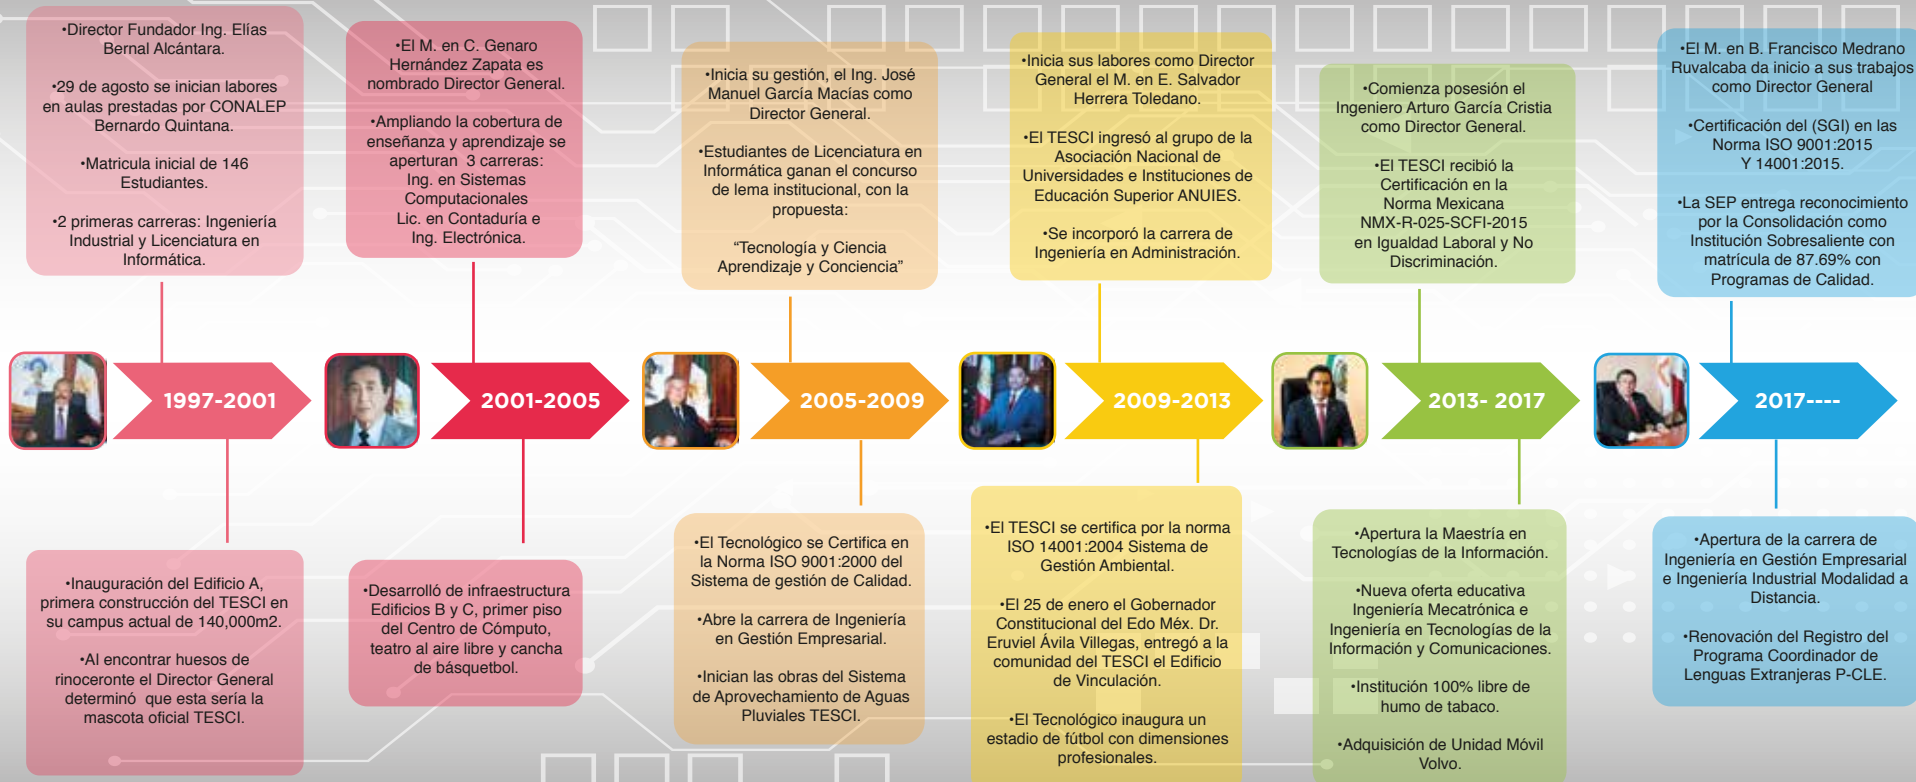 •Director Fundador Ing. Elías
Bernal Alcántara.
•29 de agosto se inician labores
en aulas prestadas por CONALEP
Bernardo Quintana.
•Matricula inicial de 146
Estudiantes.
•2 primeras carreras: Ingeniería
Industrial y Licenciatura en
Informática.
•El M. en C. Genaro
Hernández Zapata es
nombrado Director General.
•Ampliando la cobertura de
enseñanza y aprendizaje se
aperturan 3 carreras:
Ing. en Sistemas
Computacionales
Lic. en Contaduría e
Ing. Electrónica.
•Inicia su gestión, el Ing. José
Manuel García Macías como
Director General.
•Estudiantes de Licenciatura en
Informática ganan el concurso
de lema institucional, con la
propuesta:
“Tecnología y Ciencia
Aprendizaje y Conciencia”
•Inicia sus labores como Director
General el M. en E. Salvador
Herrera Toledano.
•El TESCI ingresó al grupo de la
Asociación Nacional de
Universidades e Instituciones de
Educación Superior ANUIES.
•Se incorporó la carrera de
Ingeniería en Administración.
•Comienza posesión el
Ingeniero Arturo García Cristia
como Director General.
•El TESCI recibió la
Certificación en la
Norma Mexicana
NMX-R-025-SCFI-2015
en Igualdad Laboral y No
Discriminación.
•El M. en B. Francisco Medrano
Ruvalcaba da inicio a sus trabajos
como Director General
•Certificación del (SGI) en las
Norma ISO 9001:2015
Y 14001:2015.
•La SEP entrega reconocimiento
por la Consolidación como
Institución Sobresaliente con
matrícula de 87.69% con
Programas de Calidad.
1997-2001
2001-2005
2005-2009
2009-2013
2013- 2017
2017----
•Inauguración del Edificio A,
primera construcción del TESCI en
su campus actual de 140,000m2.
•Al encontrar huesos de
rinoceronte el Director General
determinó que esta sería la
mascota oficial TESCI.
•Desarrolló de infraestructura
Edificios B y C, primer piso
del Centro de Cómputo,
teatro al aire libre y cancha
de básquetbol.
•El Tecnológico se Certifica en
la Norma ISO 9001:2000 del
Sistema de gestión de Calidad.
•Abre la carrera de Ingeniería
en Gestión Empresarial.
•Inician las obras del Sistema
de Aprovechamiento de Aguas
Pluviales TESCI.
•El TESCI se certifica por la norma
ISO 14001:2004 Sistema de
Gestión Ambiental.
•El 25 de enero el Gobernador
Constitucional del Edo Méx. Dr.
Eruviel Ávila Villegas, entregó a la
comunidad del TESCI el Edificio
de Vinculación.
•El Tecnológico inaugura un
estadio de fútbol con dimensiones
profesionales.
•Apertura la Maestría en
Tecnologías de la Información.
•Nueva oferta educativa
Ingeniería Mecatrónica e
Ingeniería en Tecnologías de la
Información y Comunicaciones.
•Institución 100% libre de
humo de tabaco.
•Adquisición de Unidad Móvil
Volvo.
•Apertura de la carrera de
Ingeniería en Gestión Empresarial
e Ingeniería Industrial Modalidad a
Distancia.
•Renovación del Registro del
Programa Coordinador de
Lenguas Extranjeras P-CLE.